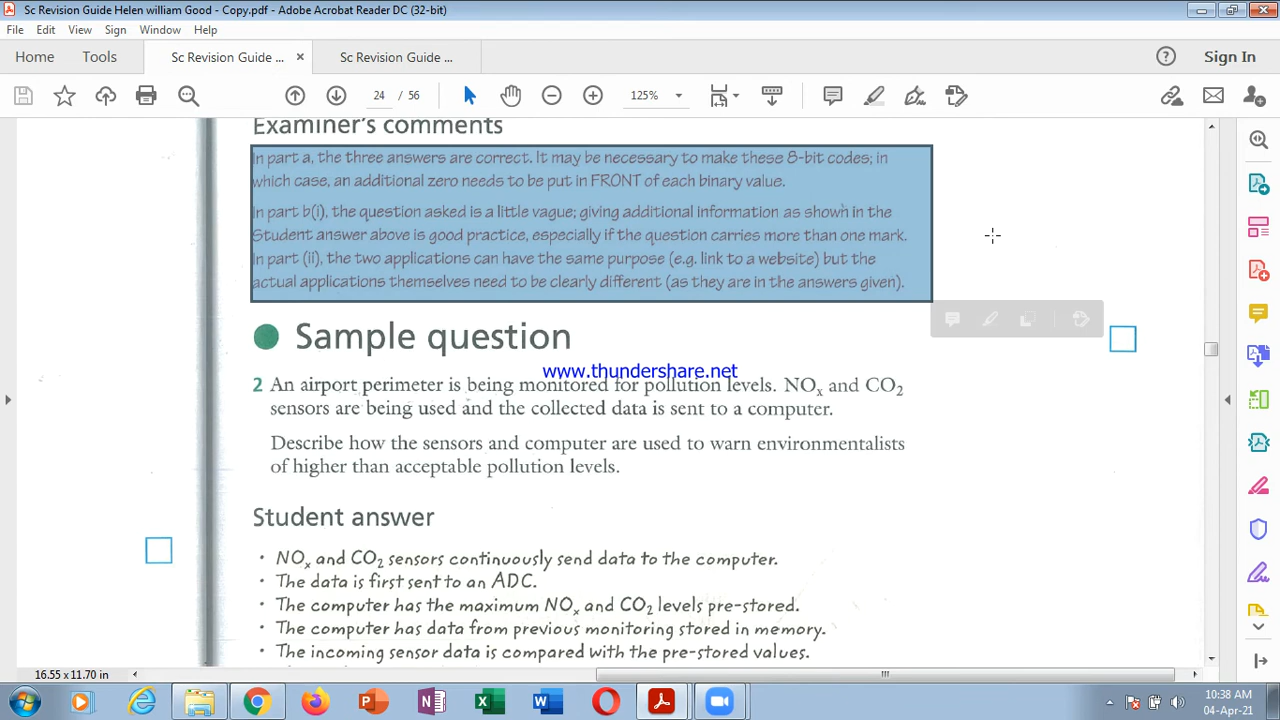 Sc Revision Guide Helen william Good - Copy.pdf - Adobe Acrobat Reader DC (32-bit)
File Edit View Sign Window Help
Home Tools Sc Revision Guide ... × Sc Revision Guide ... Sign In
24 / 56 125%
Examiner's comments
In part a, the three answers are correct. It may be necessary to make these 8-bit codes; in
which case, an additional zero needs to be put in FRONT of each binary value.
In part b(i), the question asked is a little vague; giving additional information as shown in the
Student answer above is good practice, especially if the question carries more than one mark.
In part (ii), the two applications can have the same purpose (e.g. link to a website) but the
actual applications themselves need to be clearly different (as they are in the answers given).
Sample question
www.thundershare.net
2 An airport perimeter is being monitored for pollution levels. NOx and CO2
sensors are being used and the collected data is sent to a computer.
Describe how the sensors and computer are used to warn environmentalists
of higher than acceptable pollution levels.
Student answer
· NOx and CO2 sensors continuously send data to the computer.
· The data is first sent to an ADC.
· The computer has the maximum NOx and CO2 levels pre-stored.
· The computer has data from previous monitoring stored in memory.
· The incoming sensor data is compared with the pre-stored values.
16.55 x 11.70 in
10:38 AM
04-Apr-21